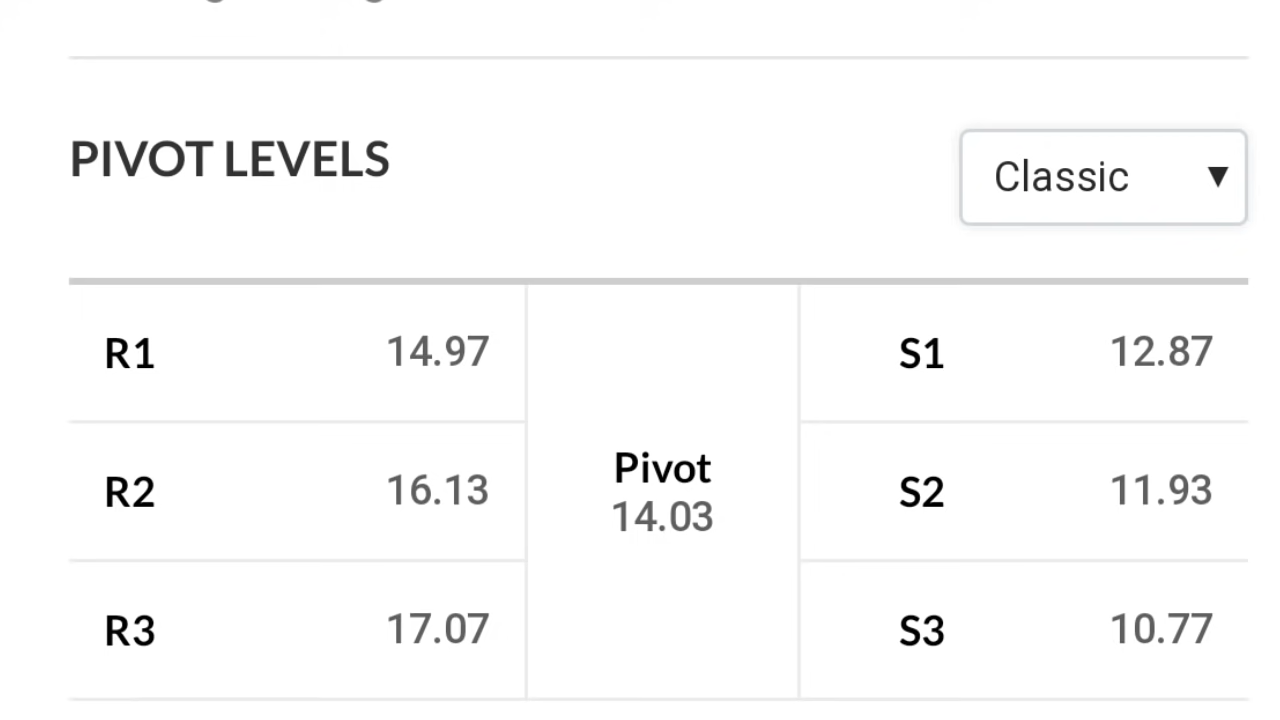 PIVOT LEVELS
Classic ▼
R1 14.97
S1 12.87
R2 16.13
Pivot
14.03
S2 11.93
R3 17.07
S3 10.77